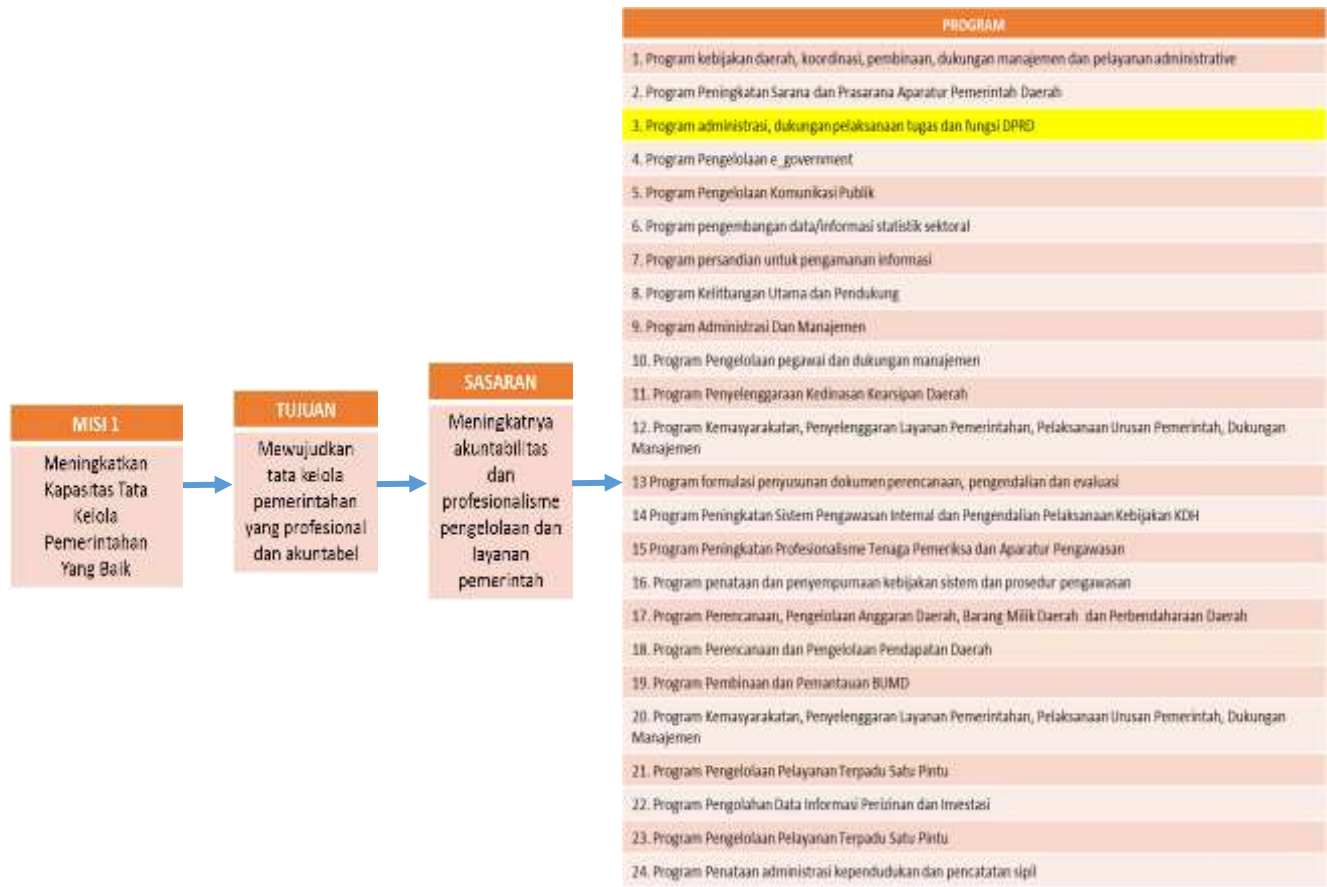 MISI 1
Meningkatkan
Kapasitas Tata
Kelola
Pemerintahan
Yang Baik
TUJUAN
Mewujudkan
tata kelola
pemerintahan
yang profesional
dan akuntabel
SASARAN
Meningkatnya
akuntabilitas
dan
profesionalisme
pengelolaan dan
layanan
pemerintah
PROGRAM
1. Program kebijakan daerah, koordinasi, pembinaan, dukungan manajemen dan pelayanan administrative
2. Program Peningkatan Sarana dan Prasarana Aparatur Pemerintah Daerah
3. Program administrasi, dukungan pelaksanaan tugas dan fungsi DPRD
4. Program Pengelolaan e_government
5. Program Pengelolaan Komunikasi Publik
6. Program pengembangan data/informasi statistik sektoral
7. Program persandian untuk pengamanan informasi
8. Program Kelitbangan Utama dan Pendukung
9. Program Administrasi Dan Manajemen
10. Program Pengelolaan pegawai dan dukungan manajemen
11. Program Penyelenggaraan Kedinasan Kearsipan Daerah
12. Program Kemasyarakatan, Penyelenggaran Layanan Pemerintahan, Pelaksanaan Urusan Pemerintah, Dukungan
Manajemen
13 Program formulasi penyusunan dokumen perencanaan, pengendalian dan evaluasi
14 Program Peningkatan Sistem Pengawasan Internal dan Pengendalian Pelaksanaan Kebijakan KDH
15 Program Peningkatan Profesionalisme Tenaga Pemeriksa dan Aparatur Pengawasan
16. Program penataan dan penyempurnaan kebijakan sistem dan prosedur pengawasan
17. Program Perencanaan, Pengelolaan Anggaran Daerah, Barang Milik Daerah dan Perbendaharaan Daerah
18. Program Perencanaan dan Pengelolaan Pendapatan Daerah
19. Program Pembinaan dan Pemantauan BUMD
20. Program Kemasyarakatan, Penyelenggaran Layanan Pemerintahan, Pelaksanaan Urusan Pemerintah, Dukungan
Manajemen
21. Program Pengelolaan Pelayanan Terpadu Satu Pintu
22. Program Pengolahan Data Informasi Perizinan dan Investasi
23. Program Pengelolaan Pelayanan Terpadu Satu Pintu
24. Program Penataan administrasi kependudukan dan pencatatan sipil